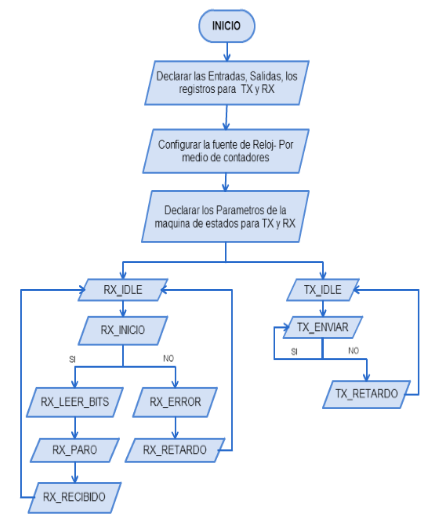 INICIO
Declarar las Entradas, Salidas, los
registros para TX y RX
Configurar la fuente de Reloj- Por
medio de contadores
Declarar los Parametros de la
maquina de estados para TX y RX
RX_IDLE
TX_IDLE
RX_INICIO
TX_ENVIAR
SI
NO
SI
NO
RX_LEER_BITS
RX_ERROR
TX_RETARDO
RX_PARO
RX_RETARDO
RX_RECIBIDO